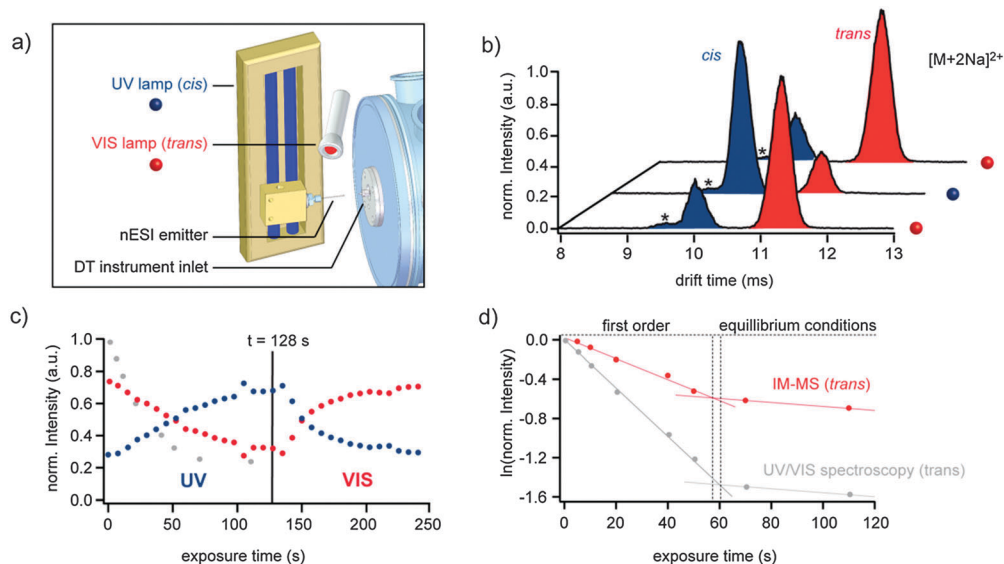 a)
UV lamp (cis)
VIS lamp (trans)
nESI emitter
DT instrument inlet
b)
cis
trans
[M+2Na]2+
norm. Intensity (a.u.)
1.0
0.8
0.6
0.4
0.2
0.0
*
*
*
8
9
10
11
12
13
drift time (ms)
c)
t = 128 s
norm. Intensity (a.u.)
1.0
0.8
0.6
0.4
0.2
0.0
UV
VIS
0
50
100
150
200
250
exposure time (s)
d)
first order
equillibrium conditions
ln(norm. Intensity)
0.0
-0.4
-0.8
-1.2
-1.6
IM-MS (trans)
UV/VIS spectroscopy (trans)
0
20
40
60
80
100
120
exposure time (s)